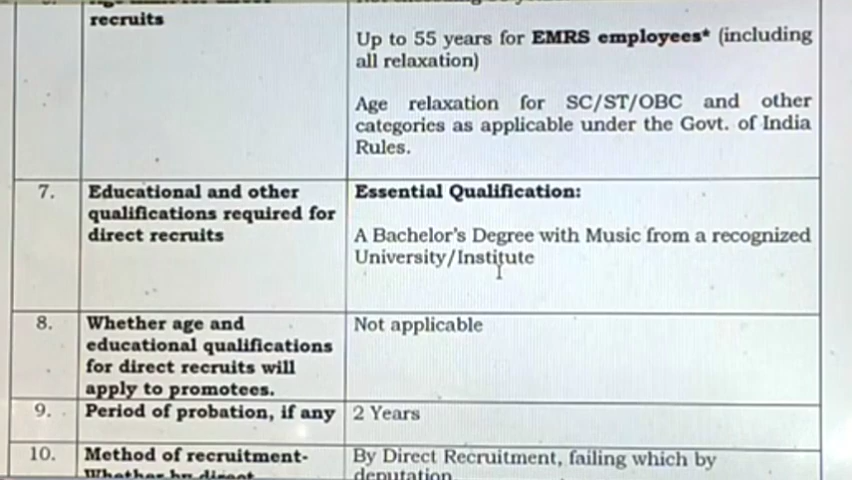 recruits
Up to 55 years for EMRS employees* (including
all relaxation)
Age relaxation for SC/ST/OBC and other
categories as applicable under the Govt. of India
Rules.
7.
Educational and other
qualifications required for
direct recruits
Essential Qualification:
A Bachelor's Degree with Music from a recognized
University/Institute
8.
Whether age and
educational qualifications
for direct recruits will
apply to promotees.
Not applicable
9.
Period of probation, if any
2 Years
10.
Method of recruitment-
Whether by direct
By Direct Recruitment, failing which by
deputation